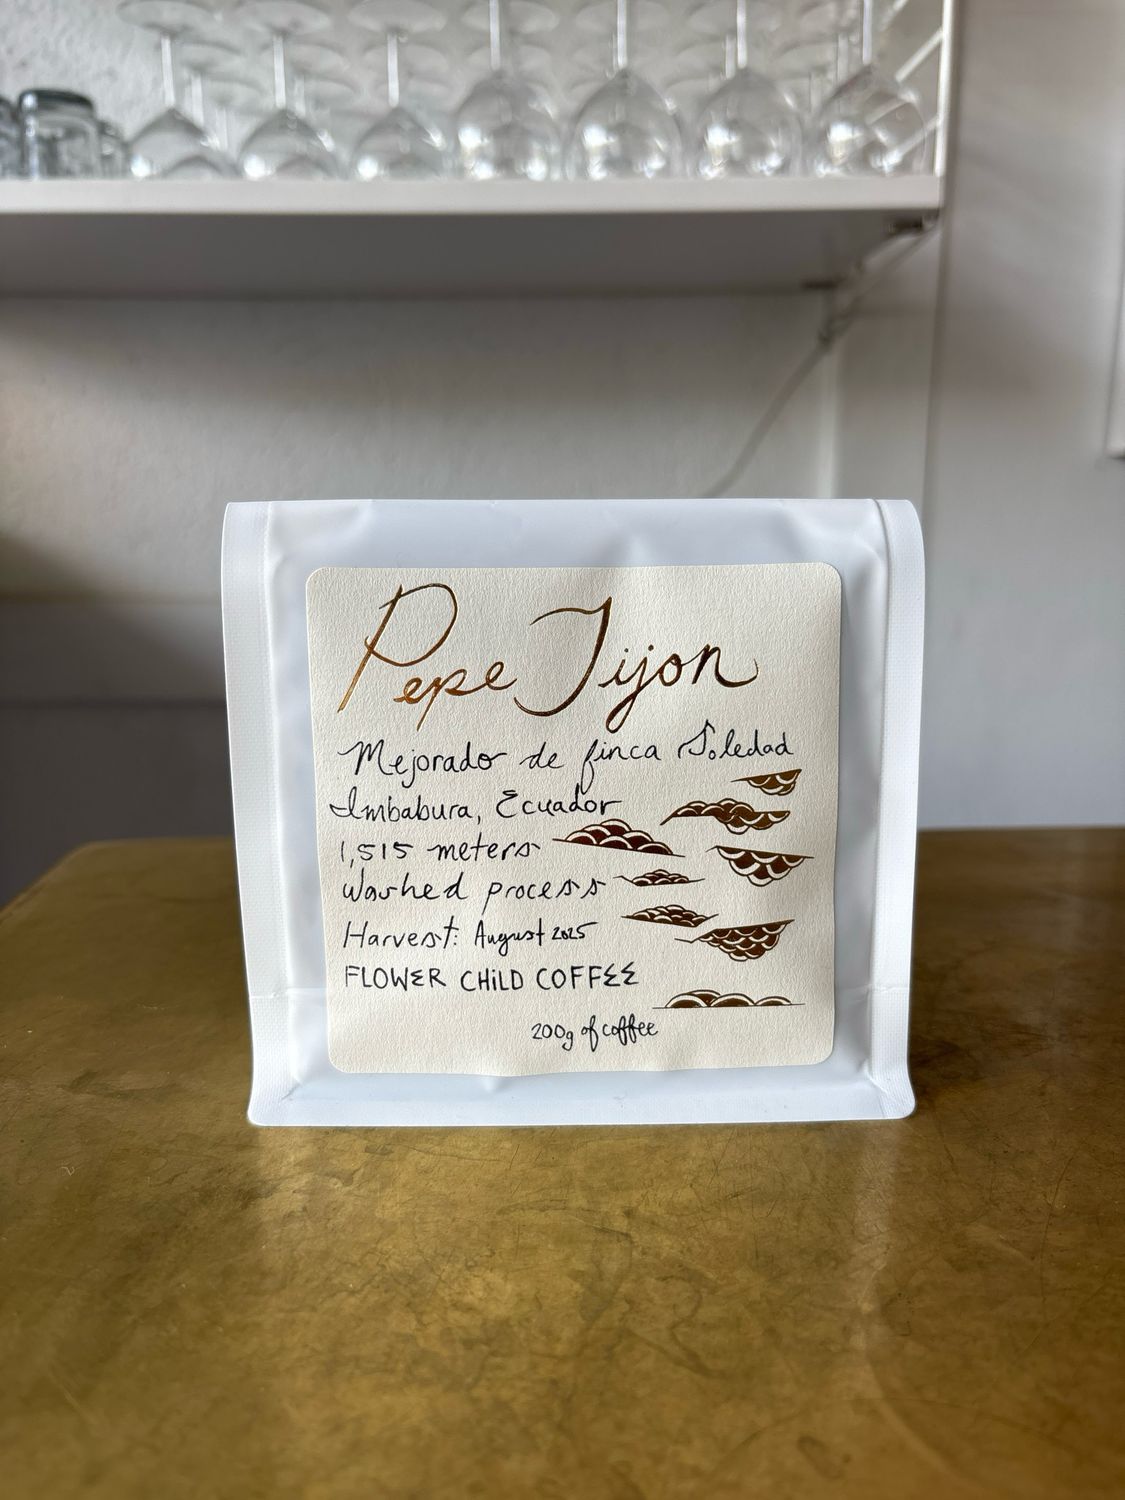 Pepe Jijon
Mejorado de finca Soledad
Imbabura, Ecuador
1,515 meters
Washed process
Harvest: August 2025
FLOWER CHiLD COFFEE
200g of coffee